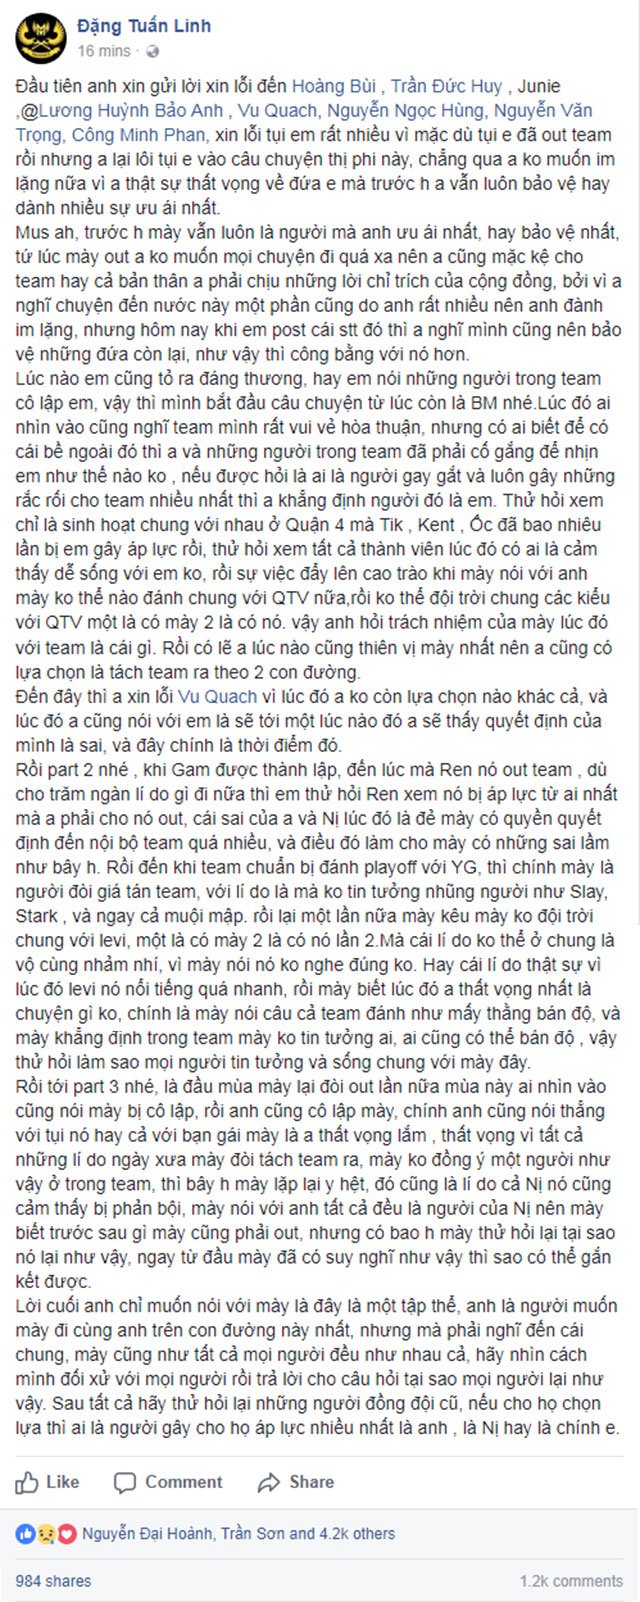 Đặng Tuấn Linh
16 mins ·
Đầu tiên anh xin gửi lời xin lỗi đến Hoàng Bùi , Trần Đức Huy , Junie
,@Lương Huỳnh Bảo Anh , Vu Quach, Nguyễn Ngọc Hùng, Nguyễn Văn
Trọng, Công Minh Phan, xin lỗi tụi em rất nhiều vì mặc dù tụi e đã out team
rồi nhưng a lại lôi tụi e vào câu chuyện thị phi này, chẳng qua a ko muốn im
lặng nữa vì a thật sự thất vọng về đứa e mà trước h a vẫn luôn bảo vệ hay
dành nhiều sự ưu ái nhất.
Mus ah, trước h mày vẫn luôn là người mà anh ưu ái nhất, hay bảo vệ nhất,
từ lúc mày out a ko muốn mọi chuyện đi quá xa nên a cũng mặc kệ cho
team hay cả bản thân a phải chịu những lời chỉ trích của cộng đồng, bởi vì a
nghĩ chuyện đến nước này một phần cũng do anh rất nhiều nên anh đành
im lặng, nhưng hôm nay khi em post cái stt đó thì a nghĩ mình cũng nên bảo
vệ những đứa còn lại, như vậy thì công bằng với nó hơn.
Lúc nào em cũng tỏ ra đáng thương, hay em nói những người trong team
cô lập em, vậy thì mình bắt đầu câu chuyện từ lúc còn là BM nhé.Lúc đó ai
nhìn vào cũng nghĩ team mình rất vui vẻ hòa thuận, nhưng có ai biết để có
cái bề ngoài đó thì a và những người trong team đã phải cố gắng để nhịn
em như thế nào ko , nếu được hỏi là ai là người gay gắt và luôn gây những
rắc rối cho team nhiều nhất thì a khẳng định người đó là em. Thử hỏi xem
chỉ là sinh hoạt chung với nhau ở Quận 4 mà Tik , Kent , Ốc đã bao nhiêu
lần bị em gây áp lực rồi, thử hỏi xem tất cả thành viên lúc đó có ai là cảm
thấy dễ sống với em ko, rồi sự việc đẩy lên cao trào khi mày nói với anh
mày ko thể nào đánh chung với QTV nữa,rồi ko thể đội trời chung các kiểu
với QTV một là có mày 2 là có nó. vậy anh hỏi trách nhiệm của mày lúc đó
với team là cái gì. Rồi có lẽ a lúc nào cũng thiên vị mày nhất nên a cũng có
lựa chọn là tách team ra theo 2 con đường.
Đến đây thì a xin lỗi Vu Quach vì lúc đó a ko còn lựa chọn nào khác cả, và
lúc đó a cũng nói với em là sẽ tới một lúc nào đó a sẽ thấy quyết định của
mình là sai, và đây chính là thời điểm đó.
Rồi part 2 nhé , khi Gam được thành lập, đến lúc mà Ren nó out team , dù
cho trăm ngàn lí do gì đi nữa thì em thử hỏi Ren xem nó bị áp lực từ ai nhất
mà a phải cho nó out, cái sai của a và Nị lúc đó là để mày có quyền quyết
định đến nội bộ team quá nhiều, và điều đó làm cho mày có những sai lầm
như bây h. Rồi đến khi team chuẩn bị đánh playoff với YG, thì chính mày là
người đòi giá tán team, với lí do là mà ko tin tưởng những người như Slay,
Stark , và ngay cả muội mập. rồi lại một lần nữa mày kêu mày ko đội trời
chung với levi, một là có mày 2 là có nó lần 2.Mà cái lí do ko thể ở chung là
vô cùng nhảm nhí, vì mày nói nó ko nghe đúng ko. Hay cái lí do thật sự vì
lúc đó levi nó nổi tiếng quá nhanh, rồi mày biết lúc đó a thất vọng nhất là
chuyện gì ko, chính là mày nói câu cả team đánh như mấy thằng bán độ, và
mày khẳng định trong team mày ko tin tưởng ai, ai cũng có thể bán độ , vậy
thử hỏi làm sao mọi người tin tưởng và sống chung với mày đây.
Rồi tới part 3 nhé, là đầu mùa mày lại đòi out lần nữa mùa này ai nhìn vào
cũng nói mày bị cô lập, rồi anh cũng cô lập mày, chính anh cũng nói thẳng
với tụi nó hay cả với bạn gái mày là a thất vọng lắm , thất vọng vì tất cả
những lí do ngày xưa mày đòi tách team ra, mày ko đồng ý một người như
vậy ở trong team, thì bây h mày lặp lại y hệt, đó cũng là lí do cả Nị nó cũng
cảm thấy bị phản bội, mày nói với anh tất cả đều là người của Nị nên mày
biết trước sau gì mày cũng phải out, nhưng có bao h mày thử hỏi lại tại sao
nó lại như vậy, ngay từ đầu mày đã có suy nghĩ như vậy thì sao có thể gắn
kết được.
Lời cuối anh chỉ muốn nói với mày là đây là một tập thể, anh là người muốn
mày đi cùng anh trên con đường này nhất, nhưng mà phải nghĩ đến cái
chung, mày cũng như tất cả mọi người đều như nhau cả, hãy nhìn cách
mình đối xử với mọi người rồi trả lời cho câu hỏi tại sao mọi người lại như
vậy. Sau tất cả hãy thử hỏi lại những người đồng đội cũ, nếu cho họ chọn
lựa thì ai là người gây cho họ áp lực nhiều nhất là anh , là Nị hay là chính e.
Like Comment Share
Nguyễn Đại Hoảnh, Trần Sơn and 4.2k others
984 shares 1.2k comments